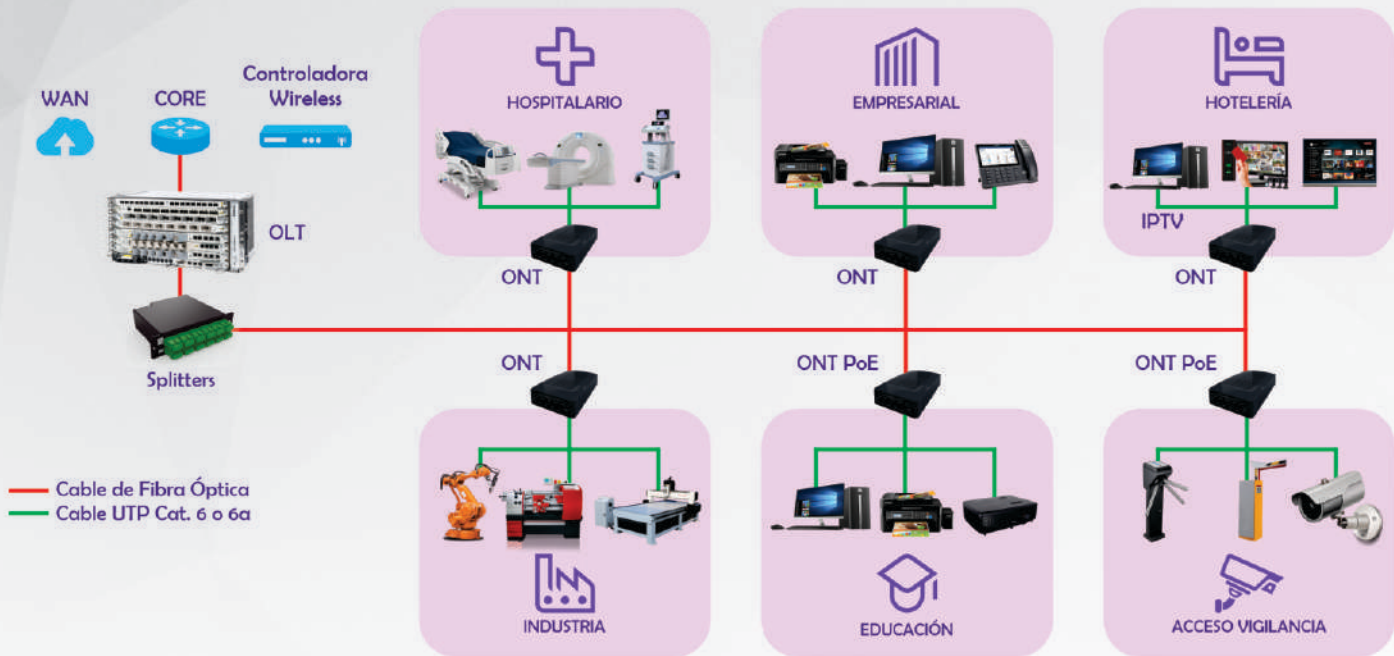 WAN
CORE
Controladora
Wireless
OLT
Splitters
Cable de Fibra Óptica
Cable UTP Cat. 6 o 6a
HOSPITALARIO
ONT
EMPRESARIAL
ONT
HOTELERÍA
IPTV
ONT
ONT
INDUSTRIA
ONT PoE
EDUCACIÓN
ONT PoE
ACCESO VIGILANCIA